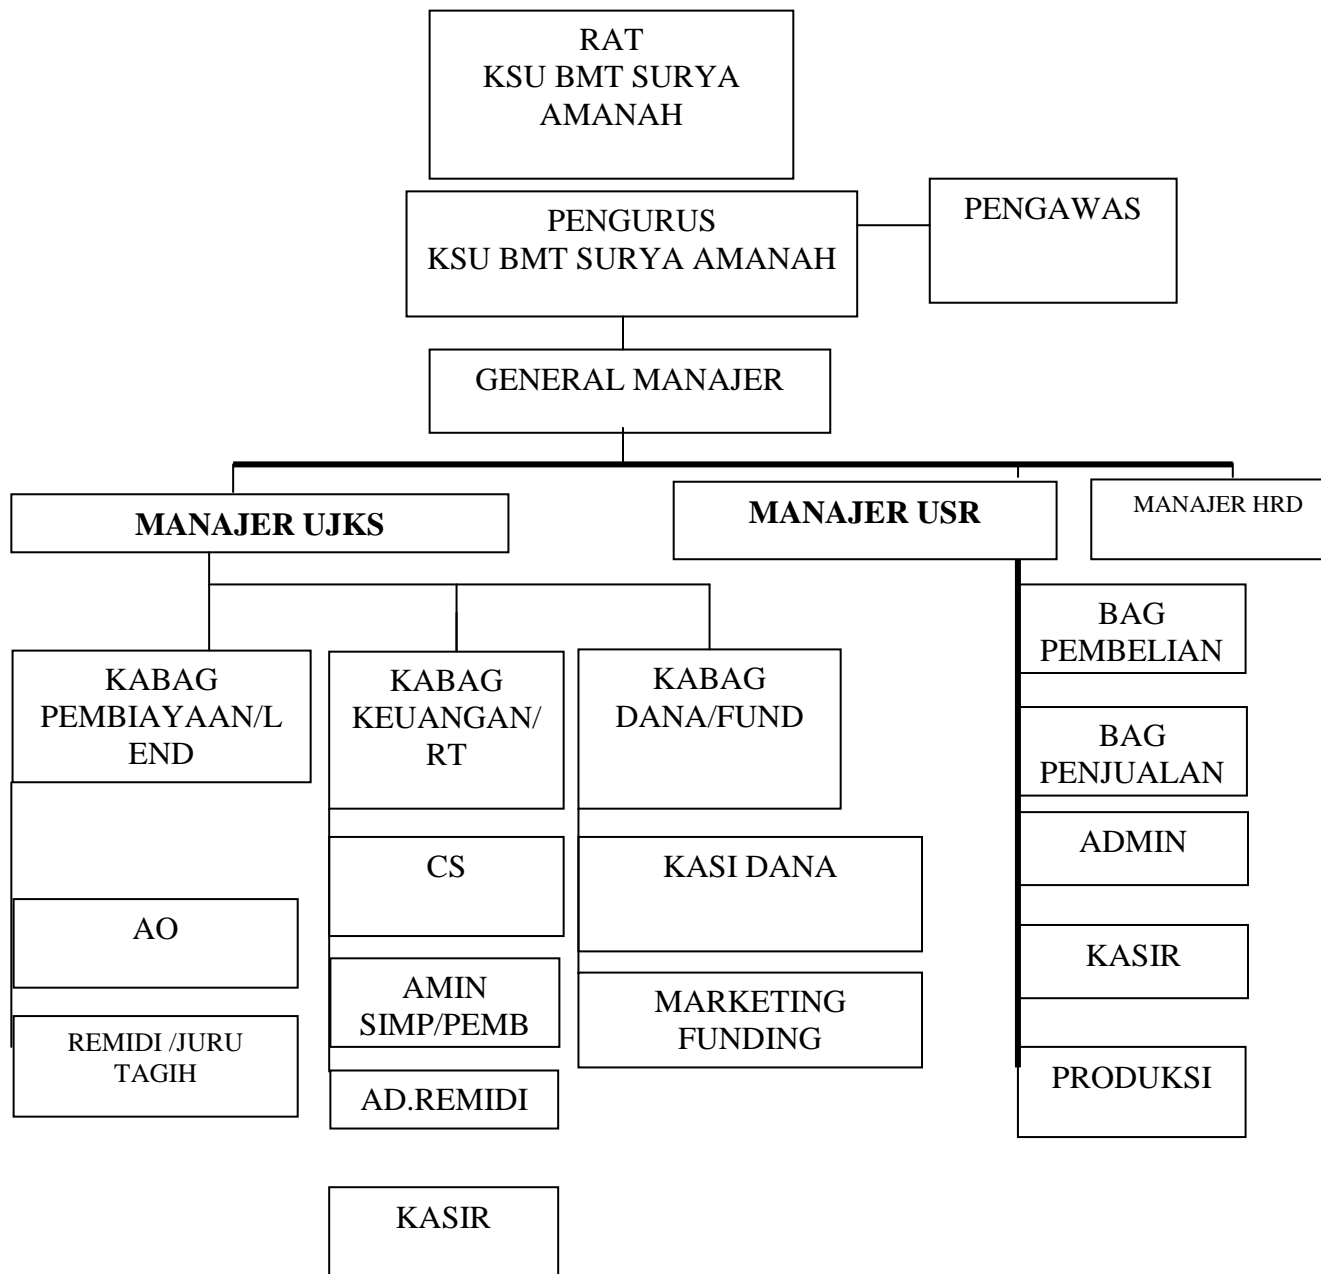 RAT
KSU BMT SURYA
AMANAH
PENGURUS
KSU BMT SURYA AMANAH
PENGAWAS
GENERAL MANAJER
MANAJER UJKS
MANAJER USR
MANAJER HRD
KABAG
PEMBIAYAAN/L
END
KABAG
KEUANGAN/
RT
KABAG
DANA/FUND
BAG
PEMBELIAN
BAG
PENJUALAN
ADMIN
KASIR
PRODUKSI
AO
REMIDI /JURU
TAGIH
CS
AMIN
SIMP/PEMB
AD.REMIDI
KASIR
KASI DANA
MARKETING
FUNDING